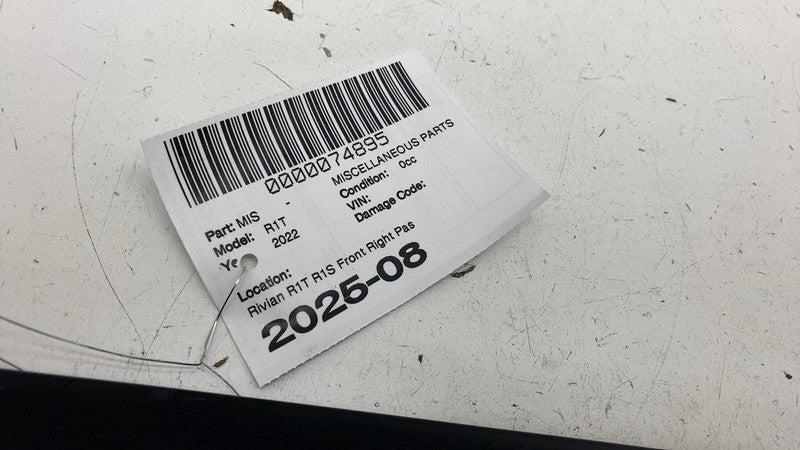 0000074895
Part: MIS - MISCELLANEOUS PARTS
Model: R1T Condition: 0cc
Ye 2022 VIN:
Damage Code:
Location:
Rivian R1T R1S Front Right Pas
2025-08